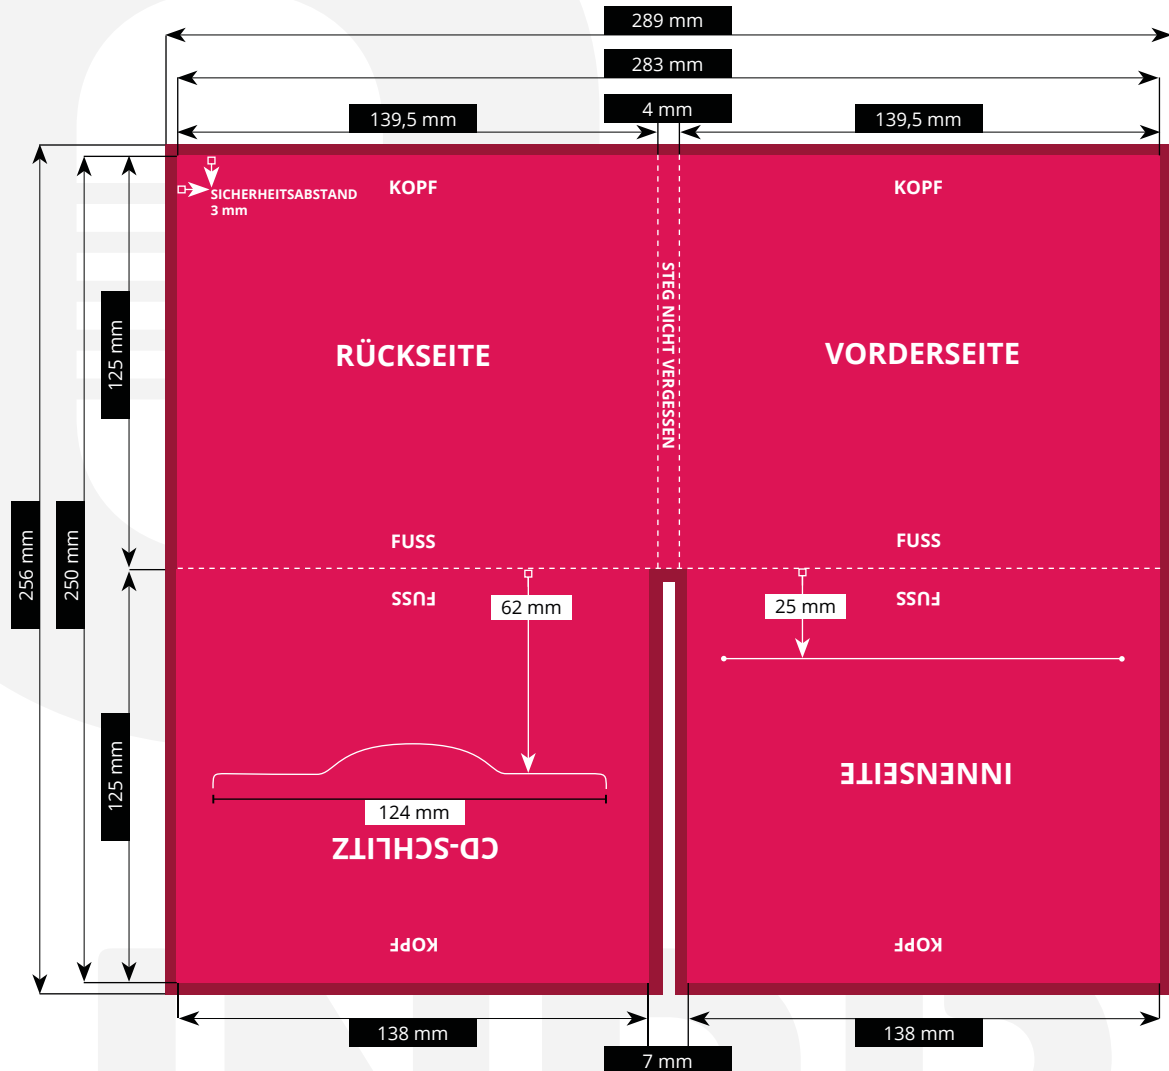 289 mm
283 mm
4 mm
139,5 mm
139,5 mm
SICHERHEITSABSTAND
3 mm
KOPF
KOPF
STEG NICHT VERGESSEN
125 mm
RÜCKSEITE
VORDERSEITE
256 mm
250 mm
FUSS
FUSS
FUSS
FUSS
62 mm
25 mm
125 mm
INNENSEITE
124 mm
CD-SCHLITZ
KOPF
KOPF
138 mm
138 mm
7 mm